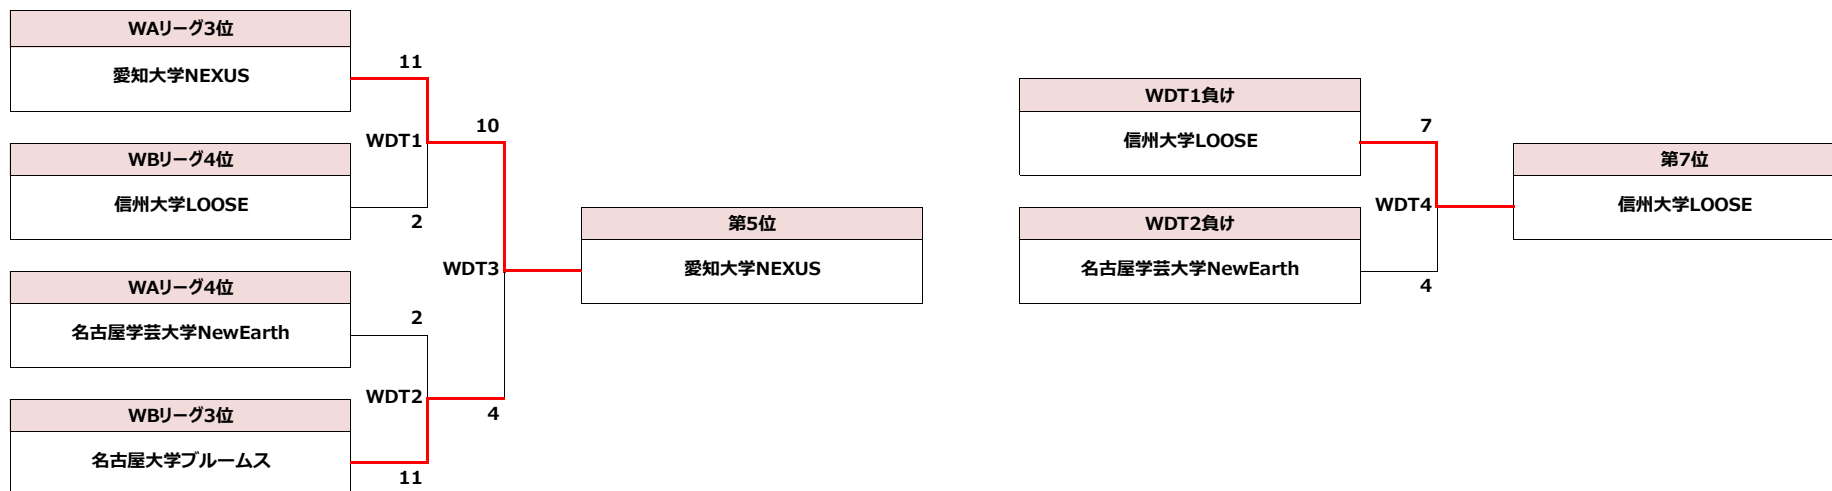 WAリーグ3位
愛知大学NEXUS
11
WDT1
10
WBリーグ4位
信州大学LOOSE
2
WDT3
第5位
愛知大学NEXUS
WAリーグ4位
名古屋学芸大学NewEarth
2
WDT2
4
WBリーグ3位
名古屋大学ブルームス
11
WDT1負け
信州大学LOOSE
7
WDT4
第7位
信州大学LOOSE
WDT2負け
名古屋学芸大学NewEarth
4